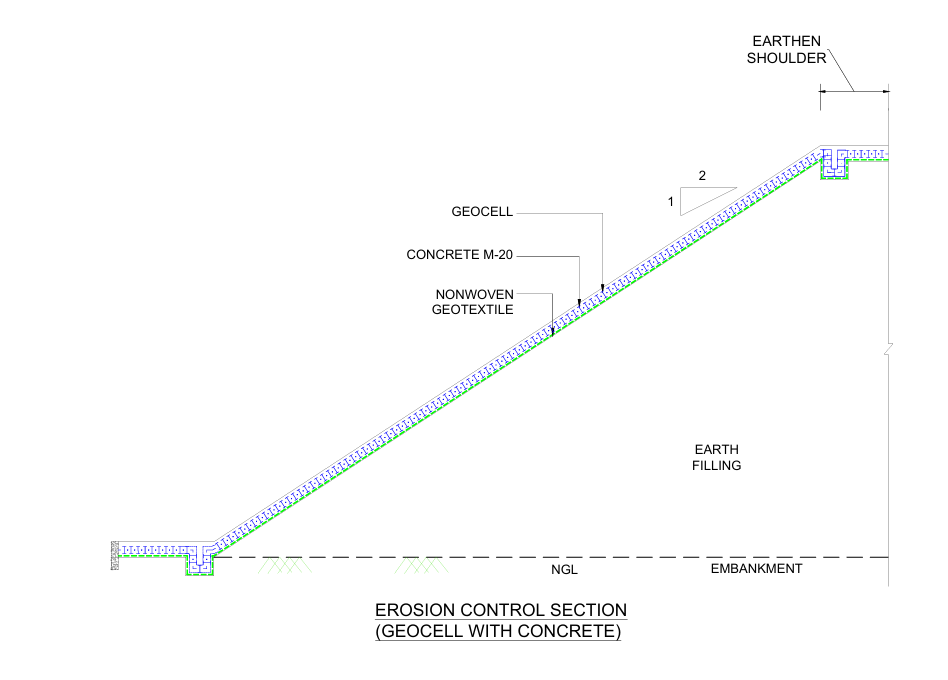 EARTHEN
SHOULDER
2
1
GEOCELL
CONCRETE M-20
NONWOVEN
GEOTEXTILE
EARTH
FILLING
NGL
EMBANKMENT
EROSION CONTROL SECTION
(GEOCELL WITH CONCRETE)